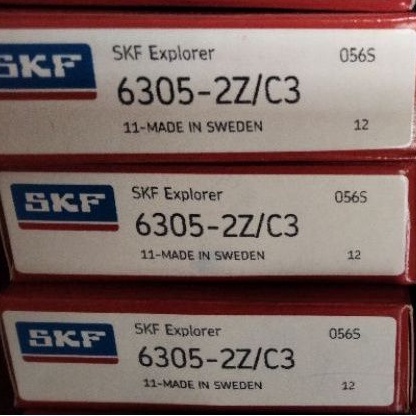 SKF SKF Explorer 056S
6305-2Z/C3
11-MADE IN SWEDEN 12
SKF SKF Explorer 056S
6305-2Z/C3
11-MADE IN SWEDEN 12
SKF SKF Explorer 056S
6305-2Z/C3
11-MADE IN SWEDEN 12